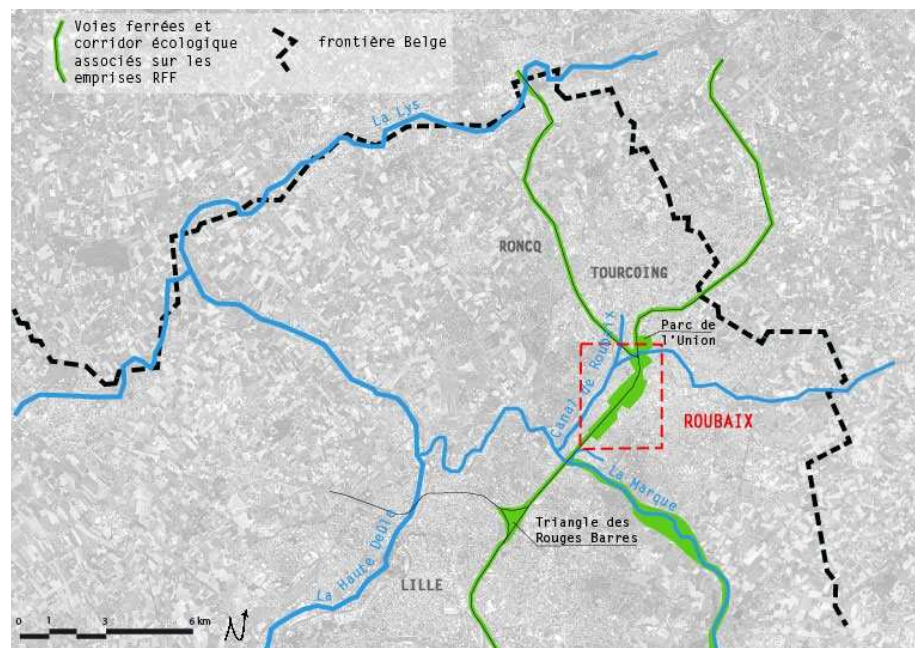 Voies ferrées et
corridor écologique
associés sur les
emprises RFF
frontière Belge
La Lys
RONCQ
TOURCOING
Parc de
l'Union
Canal de Roubaix
ROUBAIX
La Marque
Triangle des
Rouges Barres
La Haute Deûle
LILLE
0 1 3 6 km
N